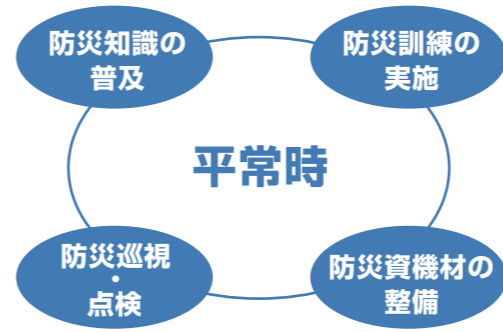 防災知識の
普及
防災訓練の
実施
平常時
防災巡視
・
点検
防災資機材の
整備